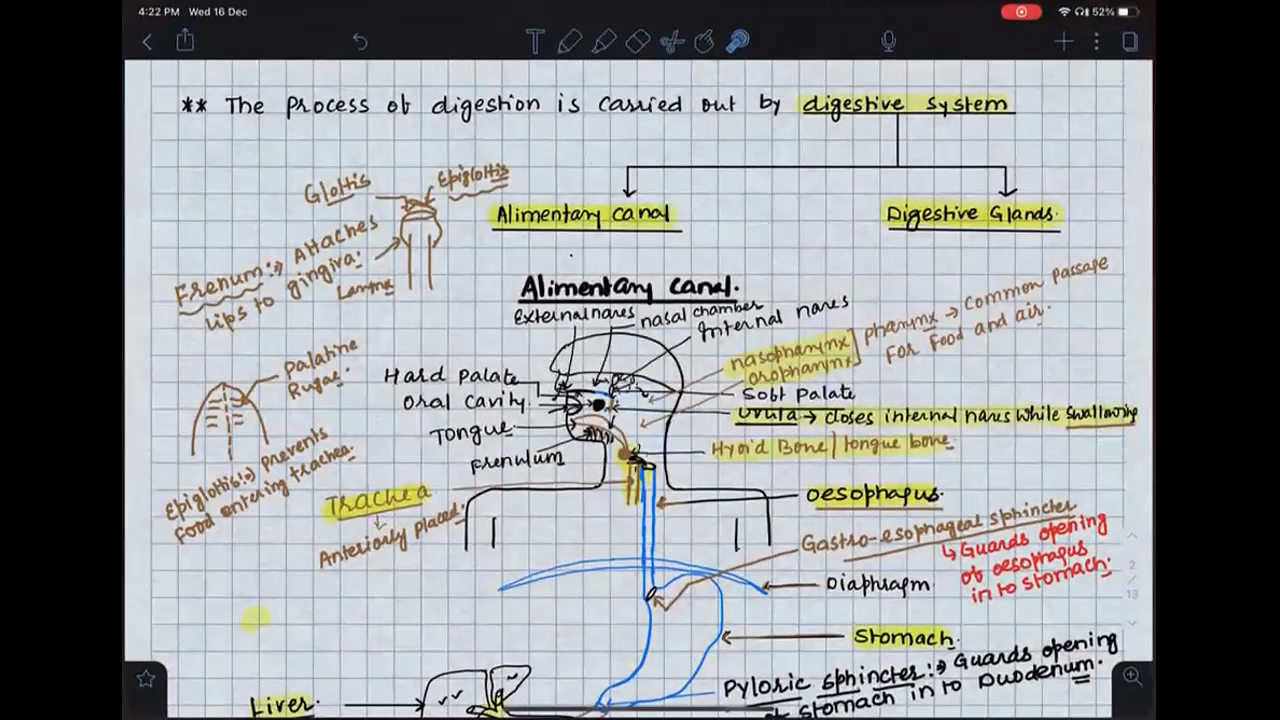 4:22 PM Wed 16 Dec
52%
** The process of digestion is carried out by digestive system
Alimentary canal
Digestive Glands.
Glottis
Epiglottis
Frenum:→ Attaches
lips to gingiva:
Alimentary canal.
External nares
nasal chamber
Internal nares
nasopharynx
oropharynx
pharynx → Common passage
For Food and air.
Palatine
Rugae.
Hard Palate
Oral cavity
Tongue
Frenulum
Soft Palate
Uvula → closes internal nares while swallowing
Hyoid Bone / tongue bone
Epiglottis:→ prevents
food entering trachea.
Trachea
↓
Anteriorly placed.
Oesophagus.
Gastro-esophageal sphincter
↳ Guards opening
of oesophagus
in to stomach.
Diaphragm
Stomach.
Pyloric sphincter:→ Guards opening
of stomach in to Duodenum.
Liver.
2
/
13